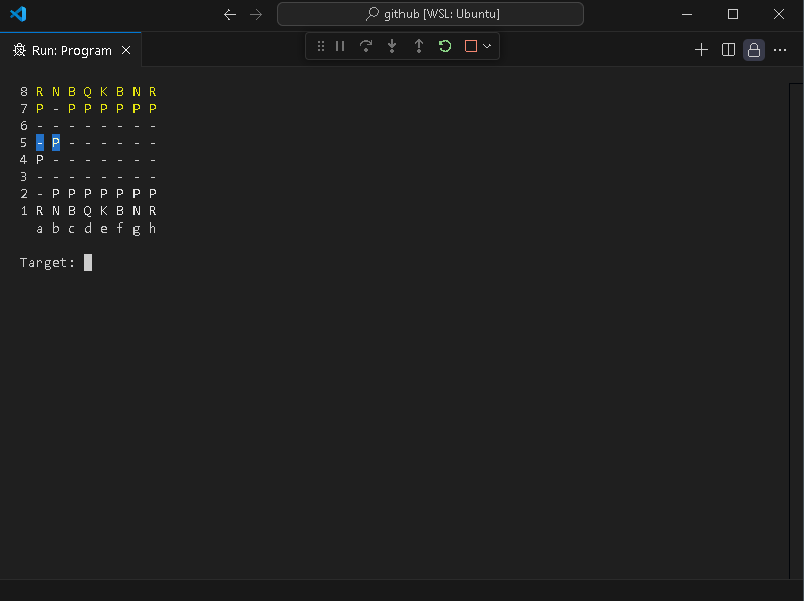 github [WSL: Ubuntu]
Run: Program
8 R N B Q K B N R
7 P - P P P P P P
6 - - - - - - - -
5 - P - - - - - -
4 P - - - - - - -
3 - - - - - - - -
2 - P P P P P P P
1 R N B Q K B N R
a b c d e f g h
Target: